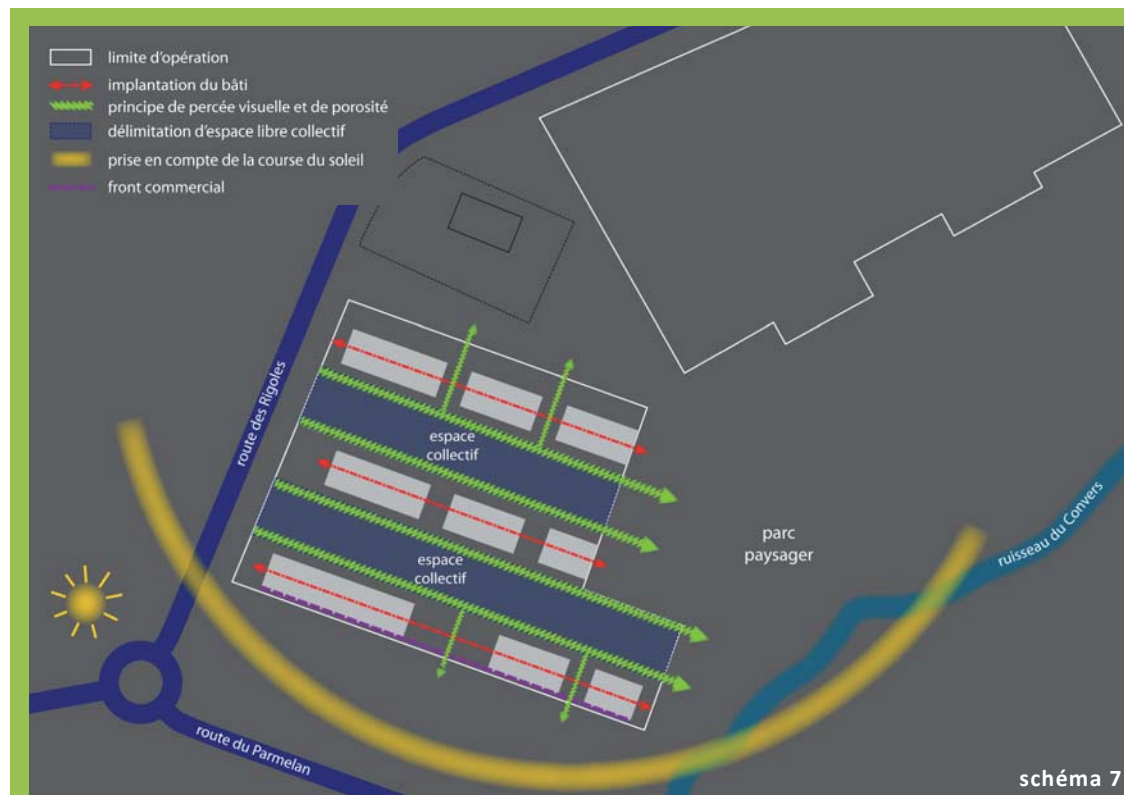 limite d'opération
implantation du bâti
principe de percée visuelle et de porosité
délimitation d'espace libre collectif
prise en compte de la course du soleil
front commercial
route des Rigoles
espace
collectif
espace
collectif
parc
paysager
ruisseau du Convers
route du Parmelan
schéma 7